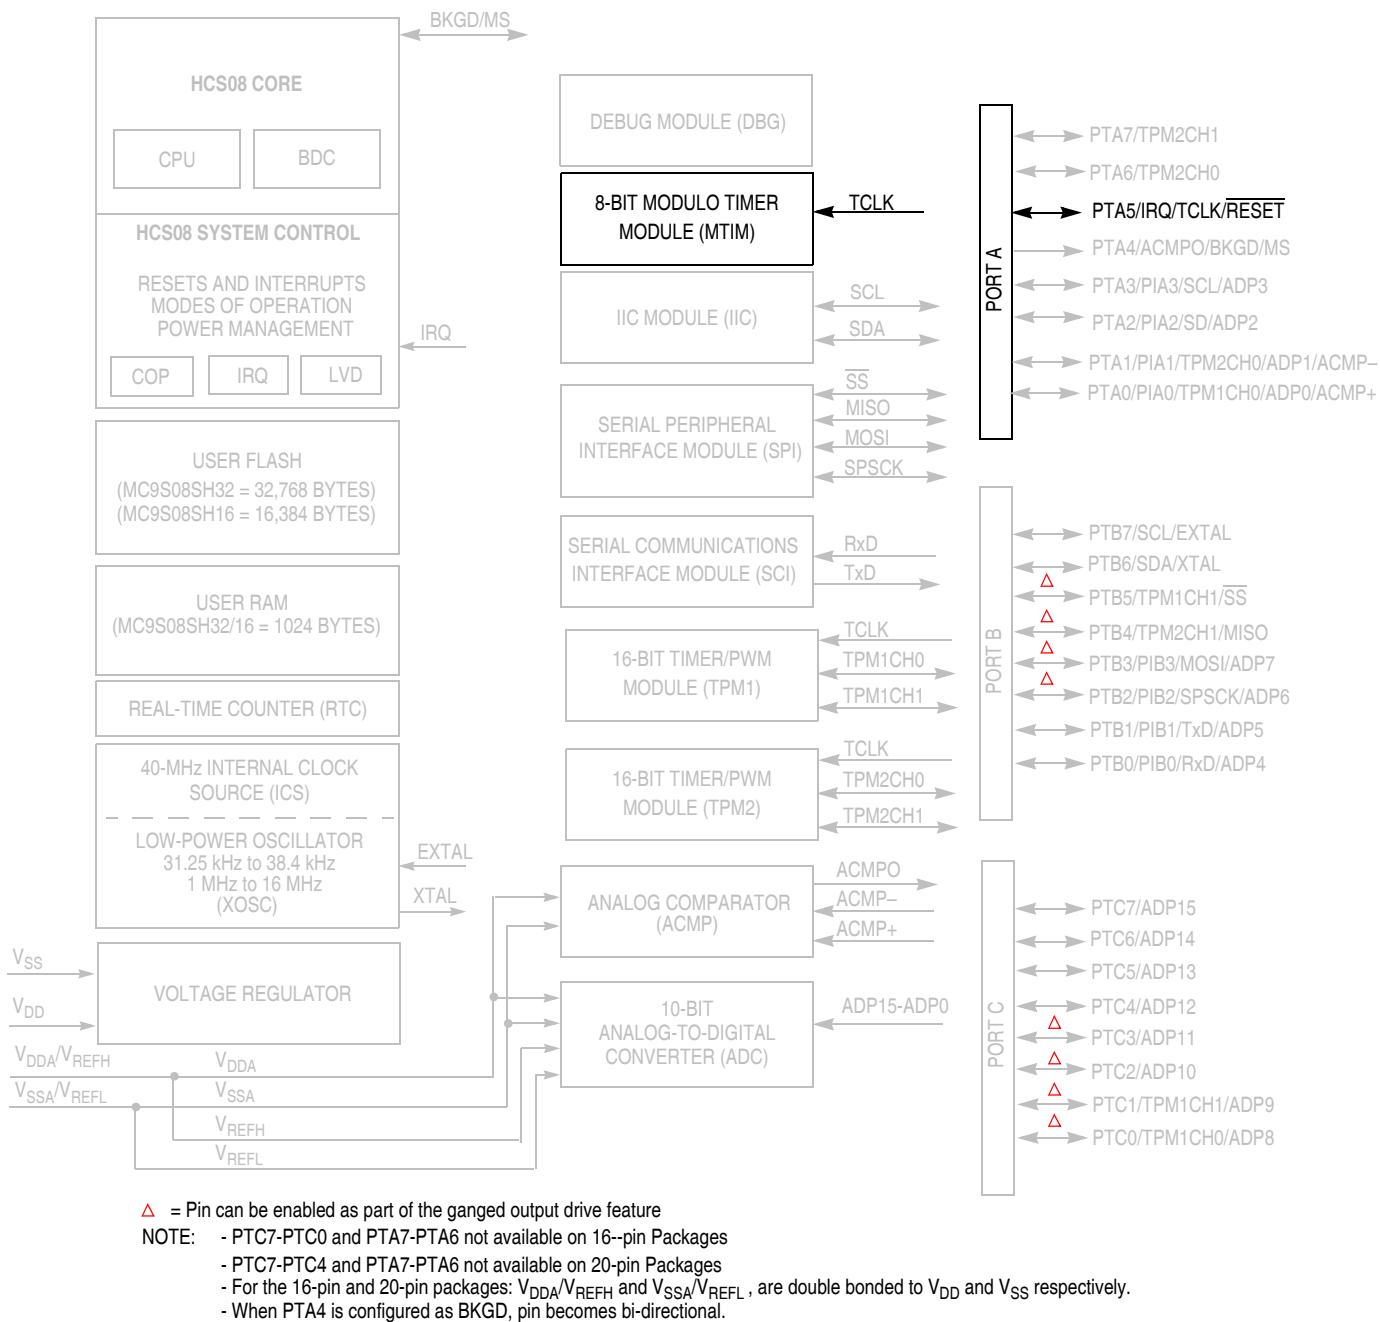 BKGD/MS
HCS08 CORE
CPU
BDC
HCS08 SYSTEM CONTROL
RESETS AND INTERRUPTS
MODES OF OPERATION
POWER MANAGEMENT
IRQ
COP
IRQ
LVD
USER FLASH
(MC9S08SH32 = 32,768 BYTES)
(MC9S08SH16 = 16,384 BYTES)
USER RAM
(MC9S08SH32/16 = 1024 BYTES)
REAL-TIME COUNTER (RTC)
40-MHz INTERNAL CLOCK
SOURCE (ICS)
LOW-POWER OSCILLATOR
31.25 kHz to 38.4 kHz
1 MHz to 16 MHz
(XOSC)
EXTAL
XTAL
VSS
VDD
VOLTAGE REGULATOR
VDDA/VREFH
VSSA/VREFL
VDDA
VSSA
VREFH
VREFL
DEBUG MODULE (DBG)
8-BIT MODULO TIMER
MODULE (MTIM)
TCLK
IIC MODULE (IIC)
SCL
SDA
SERIAL PERIPHERAL
INTERFACE MODULE (SPI)
SS
MISO
MOSI
SPSCK
SERIAL COMMUNICATIONS
INTERFACE MODULE (SCI)
RxD
TxD
16-BIT TIMER/PWM
MODULE (TPM1)
TCLK
TPM1CH0
TPM1CH1
16-BIT TIMER/PWM
MODULE (TPM2)
TCLK
TPM2CH0
TPM2CH1
ANALOG COMPARATOR
(ACMP)
ACMPO
ACMP–
ACMP+
10-BIT
ANALOG-TO-DIGITAL
CONVERTER (ADC)
ADP15-ADP0
PORT A
PTA7/TPM2CH1
PTA6/TPM2CH0
PTA5/IRQ/TCLK/RESET
PTA4/ACMPO/BKGD/MS
PTA3/PIA3/SCL/ADP3
PTA2/PIA2/SD/ADP2
PTA1/PIA1/TPM2CH0/ADP1/ACMP–
PTA0/PIA0/TPM1CH0/ADP0/ACMP+
PORT B
PTB7/SCL/EXTAL
PTB6/SDA/XTAL
PTB5/TPM1CH1/SS
PTB4/TPM2CH1/MISO
PTB3/PIB3/MOSI/ADP7
PTB2/PIB2/SPSCK/ADP6
PTB1/PIB1/TxD/ADP5
PTB0/PIB0/RxD/ADP4
PORT C
PTC7/ADP15
PTC6/ADP14
PTC5/ADP13
PTC4/ADP12
PTC3/ADP11
PTC2/ADP10
PTC1/TPM1CH1/ADP9
PTC0/TPM1CH0/ADP8
Δ = Pin can be enabled as part of the ganged output drive feature
NOTE: - PTC7-PTC0 and PTA7-PTA6 not available on 16--pin Packages
- PTC7-PTC4 and PTA7-PTA6 not available on 20-pin Packages
- For the 16-pin and 20-pin packages: VDDA/VREFH and VSSA/VREFL , are double bonded to VDD and VSS respectively.
- When PTA4 is configured as BKGD, pin becomes bi-directional.